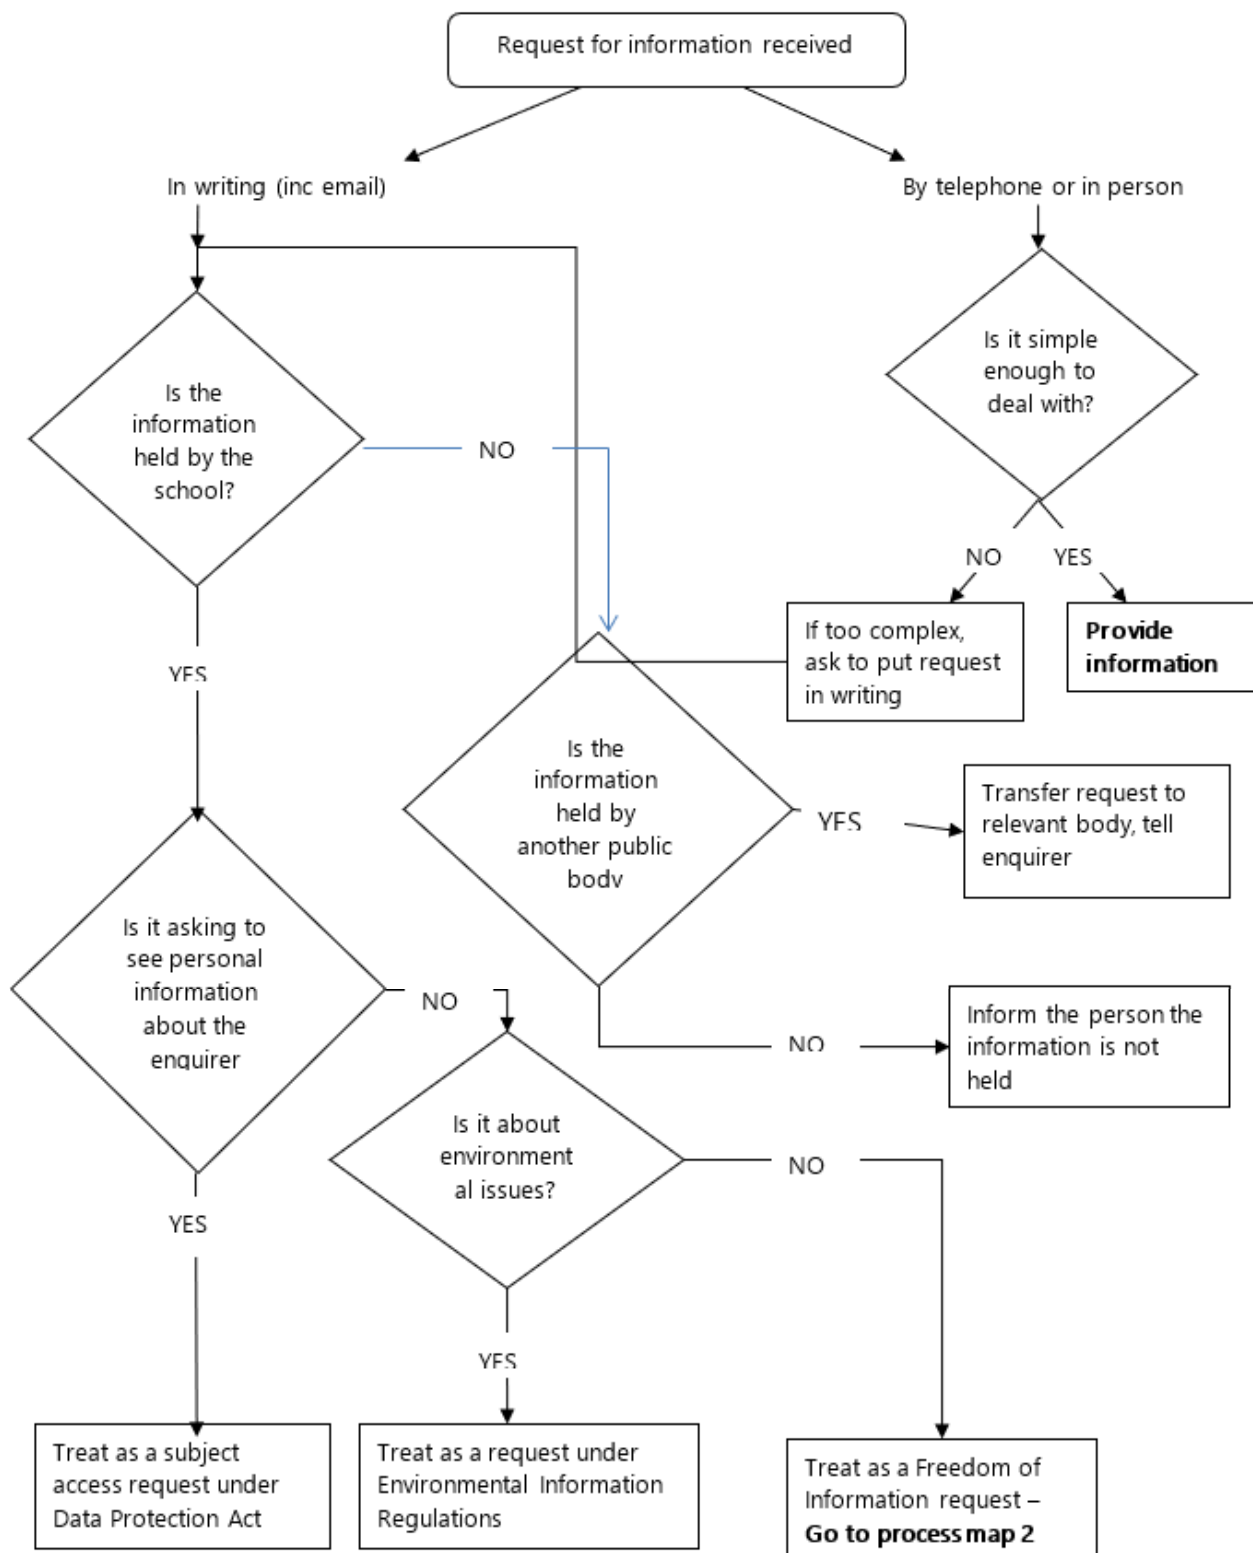 Request for information received
In writing (inc email)
By telephone or in person
Is it simple
enough to
deal with?
Is the
information
held by the
school?
NO
NO
YES
If too complex,
ask to put request
in writing
Provide
information
YES
Is the
information
held by
another public
body
YES
Transfer request to
relevant body, tell
enquirer
Is it asking to
see personal
information
about the
enquirer
NO
Inform the person the
information is not
held
NO
Is it about
environment
al issues?
NO
YES
YES
Treat as a subject
access request under
Data Protection Act
Treat as a request under
Environmental Information
Regulations
Treat as a Freedom of
Information request –
Go to process map 2